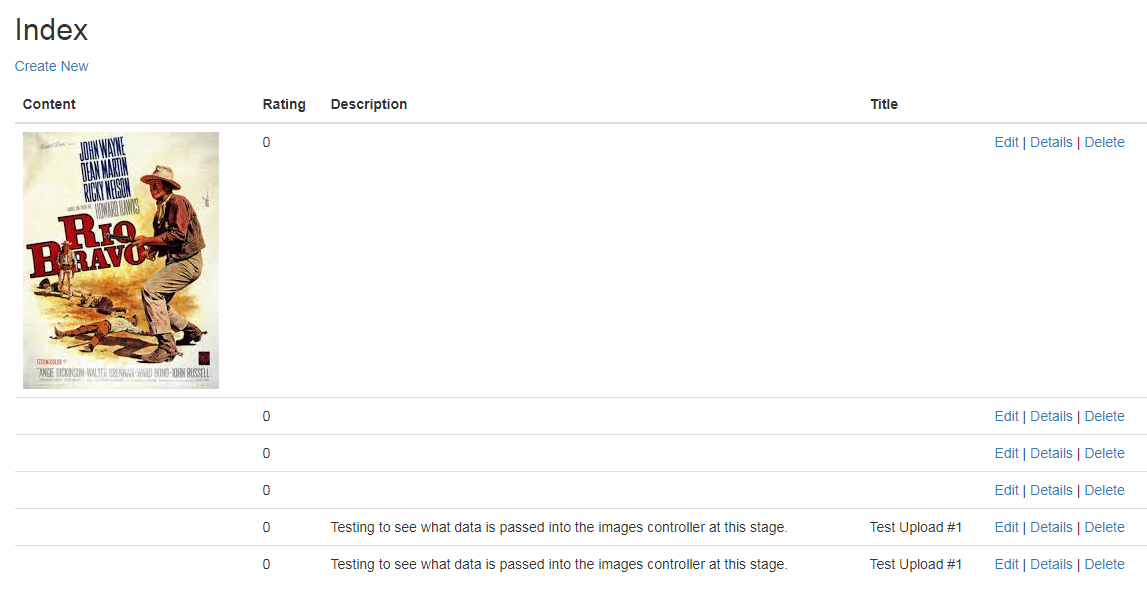 Index
Create New
Content Rating Description Title
0 Edit | Details | Delete
JOHN WAYNE
DEAN MARTIN
RICKY NELSON
HOWARD HAWKS
RIO
BRAVO
TECHNICOLOR
ANGIE DICKINSON·WALTER BRENNAN·WARD BOND·JOHN RUSSELL
0 Edit | Details | Delete
0 Edit | Details | Delete
0 Edit | Details | Delete
0 Testing to see what data is passed into the images controller at this stage. Test Upload #1 Edit | Details | Delete
0 Testing to see what data is passed into the images controller at this stage. Test Upload #1 Edit | Details | Delete